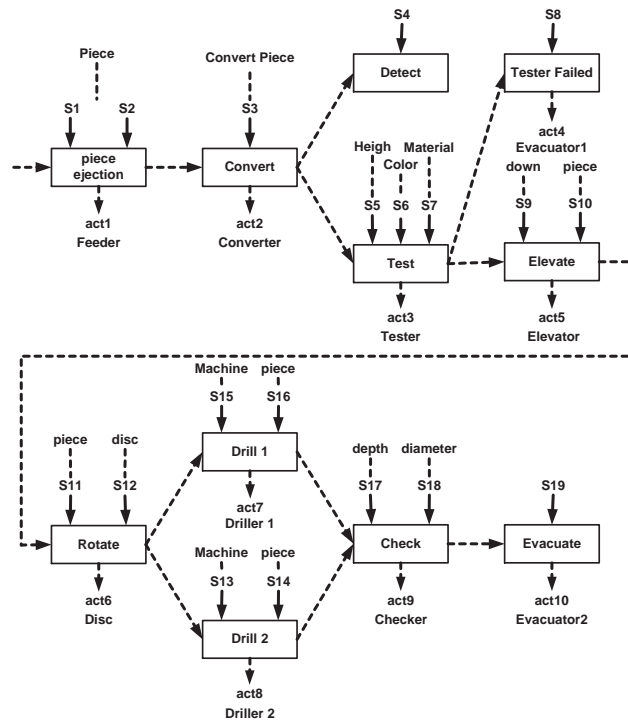 Piece
S1 S2
piece
ejection
act1
Feeder
Convert Piece
S3
Convert
act2
Converter
S4
Detect
S8
Tester Failed
act4
Evacuator1
Heigh
Color
Material
S5 S6 S7
Test
act3
Tester
down piece
S9 S10
Elevate
act5
Elevator
piece disc
S11 S12
Rotate
act6
Disc
Machine piece
S15 S16
Drill 1
act7
Driller 1
Machine piece
S13 S14
Drill 2
act8
Driller 2
depth diameter
S17 S18
Check
act9
Checker
S19
Evacuate
act10
Evacuator2